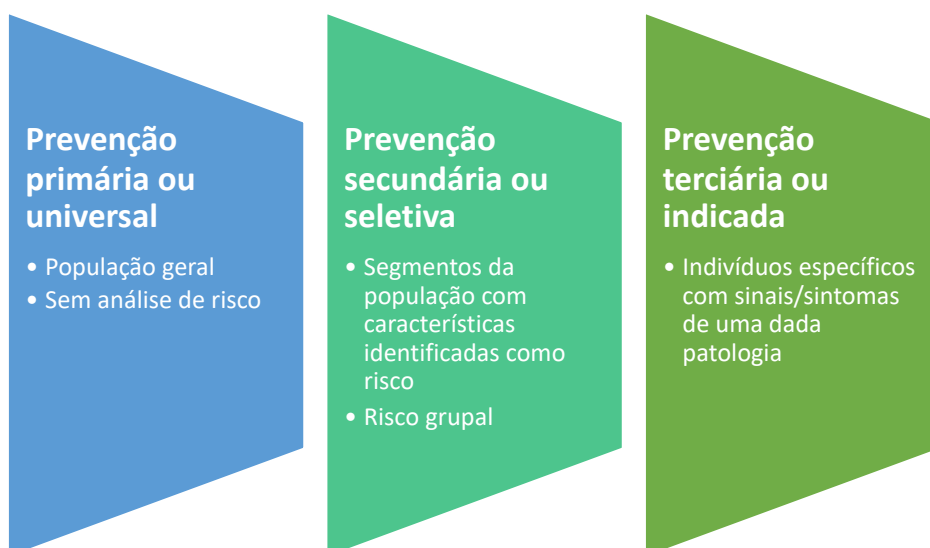 Prevenção
primária ou
universal
• População geral
• Sem análise de risco
Prevenção
secundária ou
seletiva
• Segmentos da
população com
características
identificadas como
risco
• Risco grupal
Prevenção
terciária ou
indicada
• Indivíduos específicos
com sinais/sintomas
de uma dada
patologia